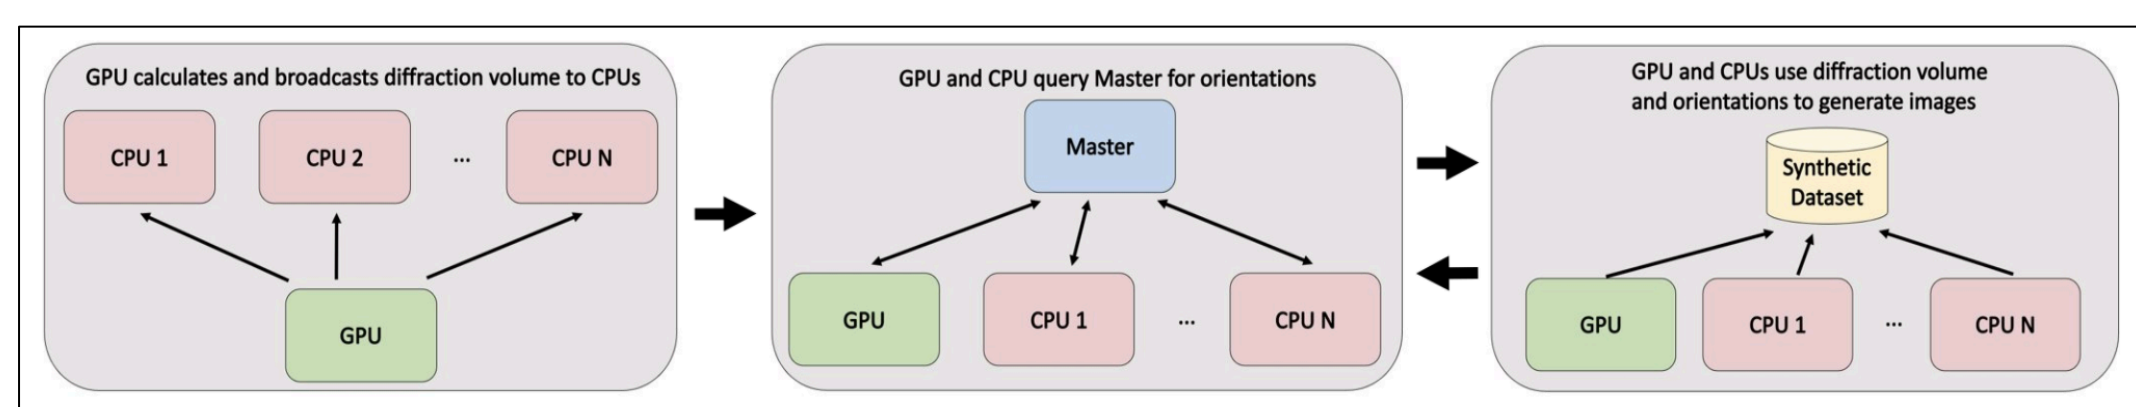 GPU calculates and broadcasts diffraction volume to CPUs
CPU 1
CPU 2
...
CPU N
GPU
GPU and CPU query Master for orientations
Master
GPU
CPU 1
...
CPU N
GPU and CPUs use diffraction volume
and orientations to generate images
Synthetic
Dataset
GPU
CPU 1
...
CPU N